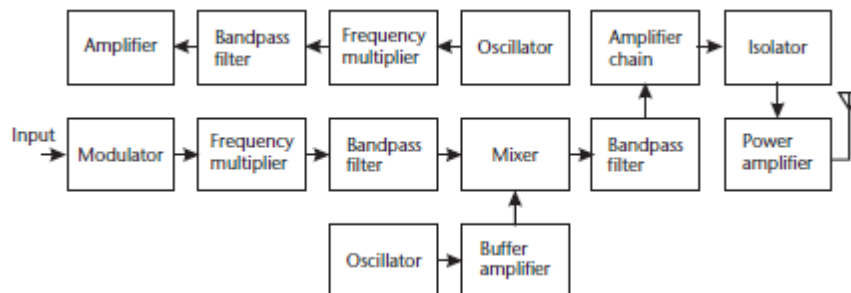 Amplifier
Bandpass
filter
Frequency
multiplier
Oscillator
Amplifier
chain
Isolator
Input
Modulator
Frequency
multiplier
Bandpass
filter
Mixer
Bandpass
filter
Power
amplifier
Oscillator
Buffer
amplifier